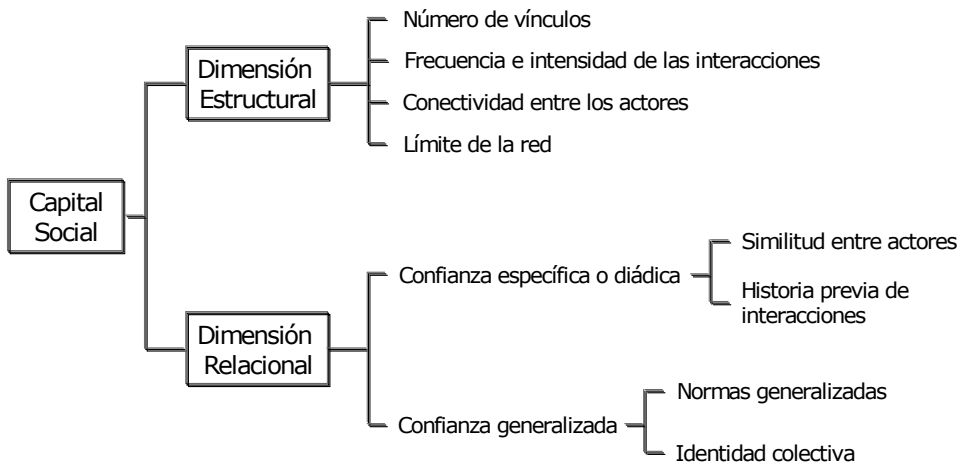 Capital
Social
Dimensión
Estructural
Número de vínculos
Frecuencia e intensidad de las interacciones
Conectividad entre los actores
Límite de la red
Dimensión
Relacional
Confianza específica o diádica
Similitud entre actores
Historia previa de
interacciones
Confianza generalizada
Normas generalizadas
Identidad colectiva